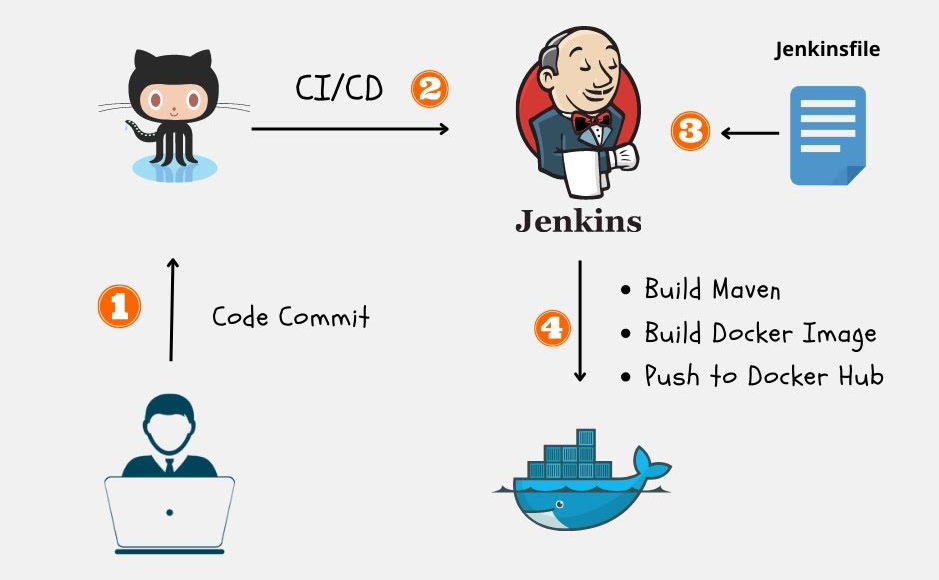 Jenkinsfile
CI/CD 2
3
Jenkins
1
Code Commit
4
• Build Maven
• Build Docker Image
• Push to Docker Hub